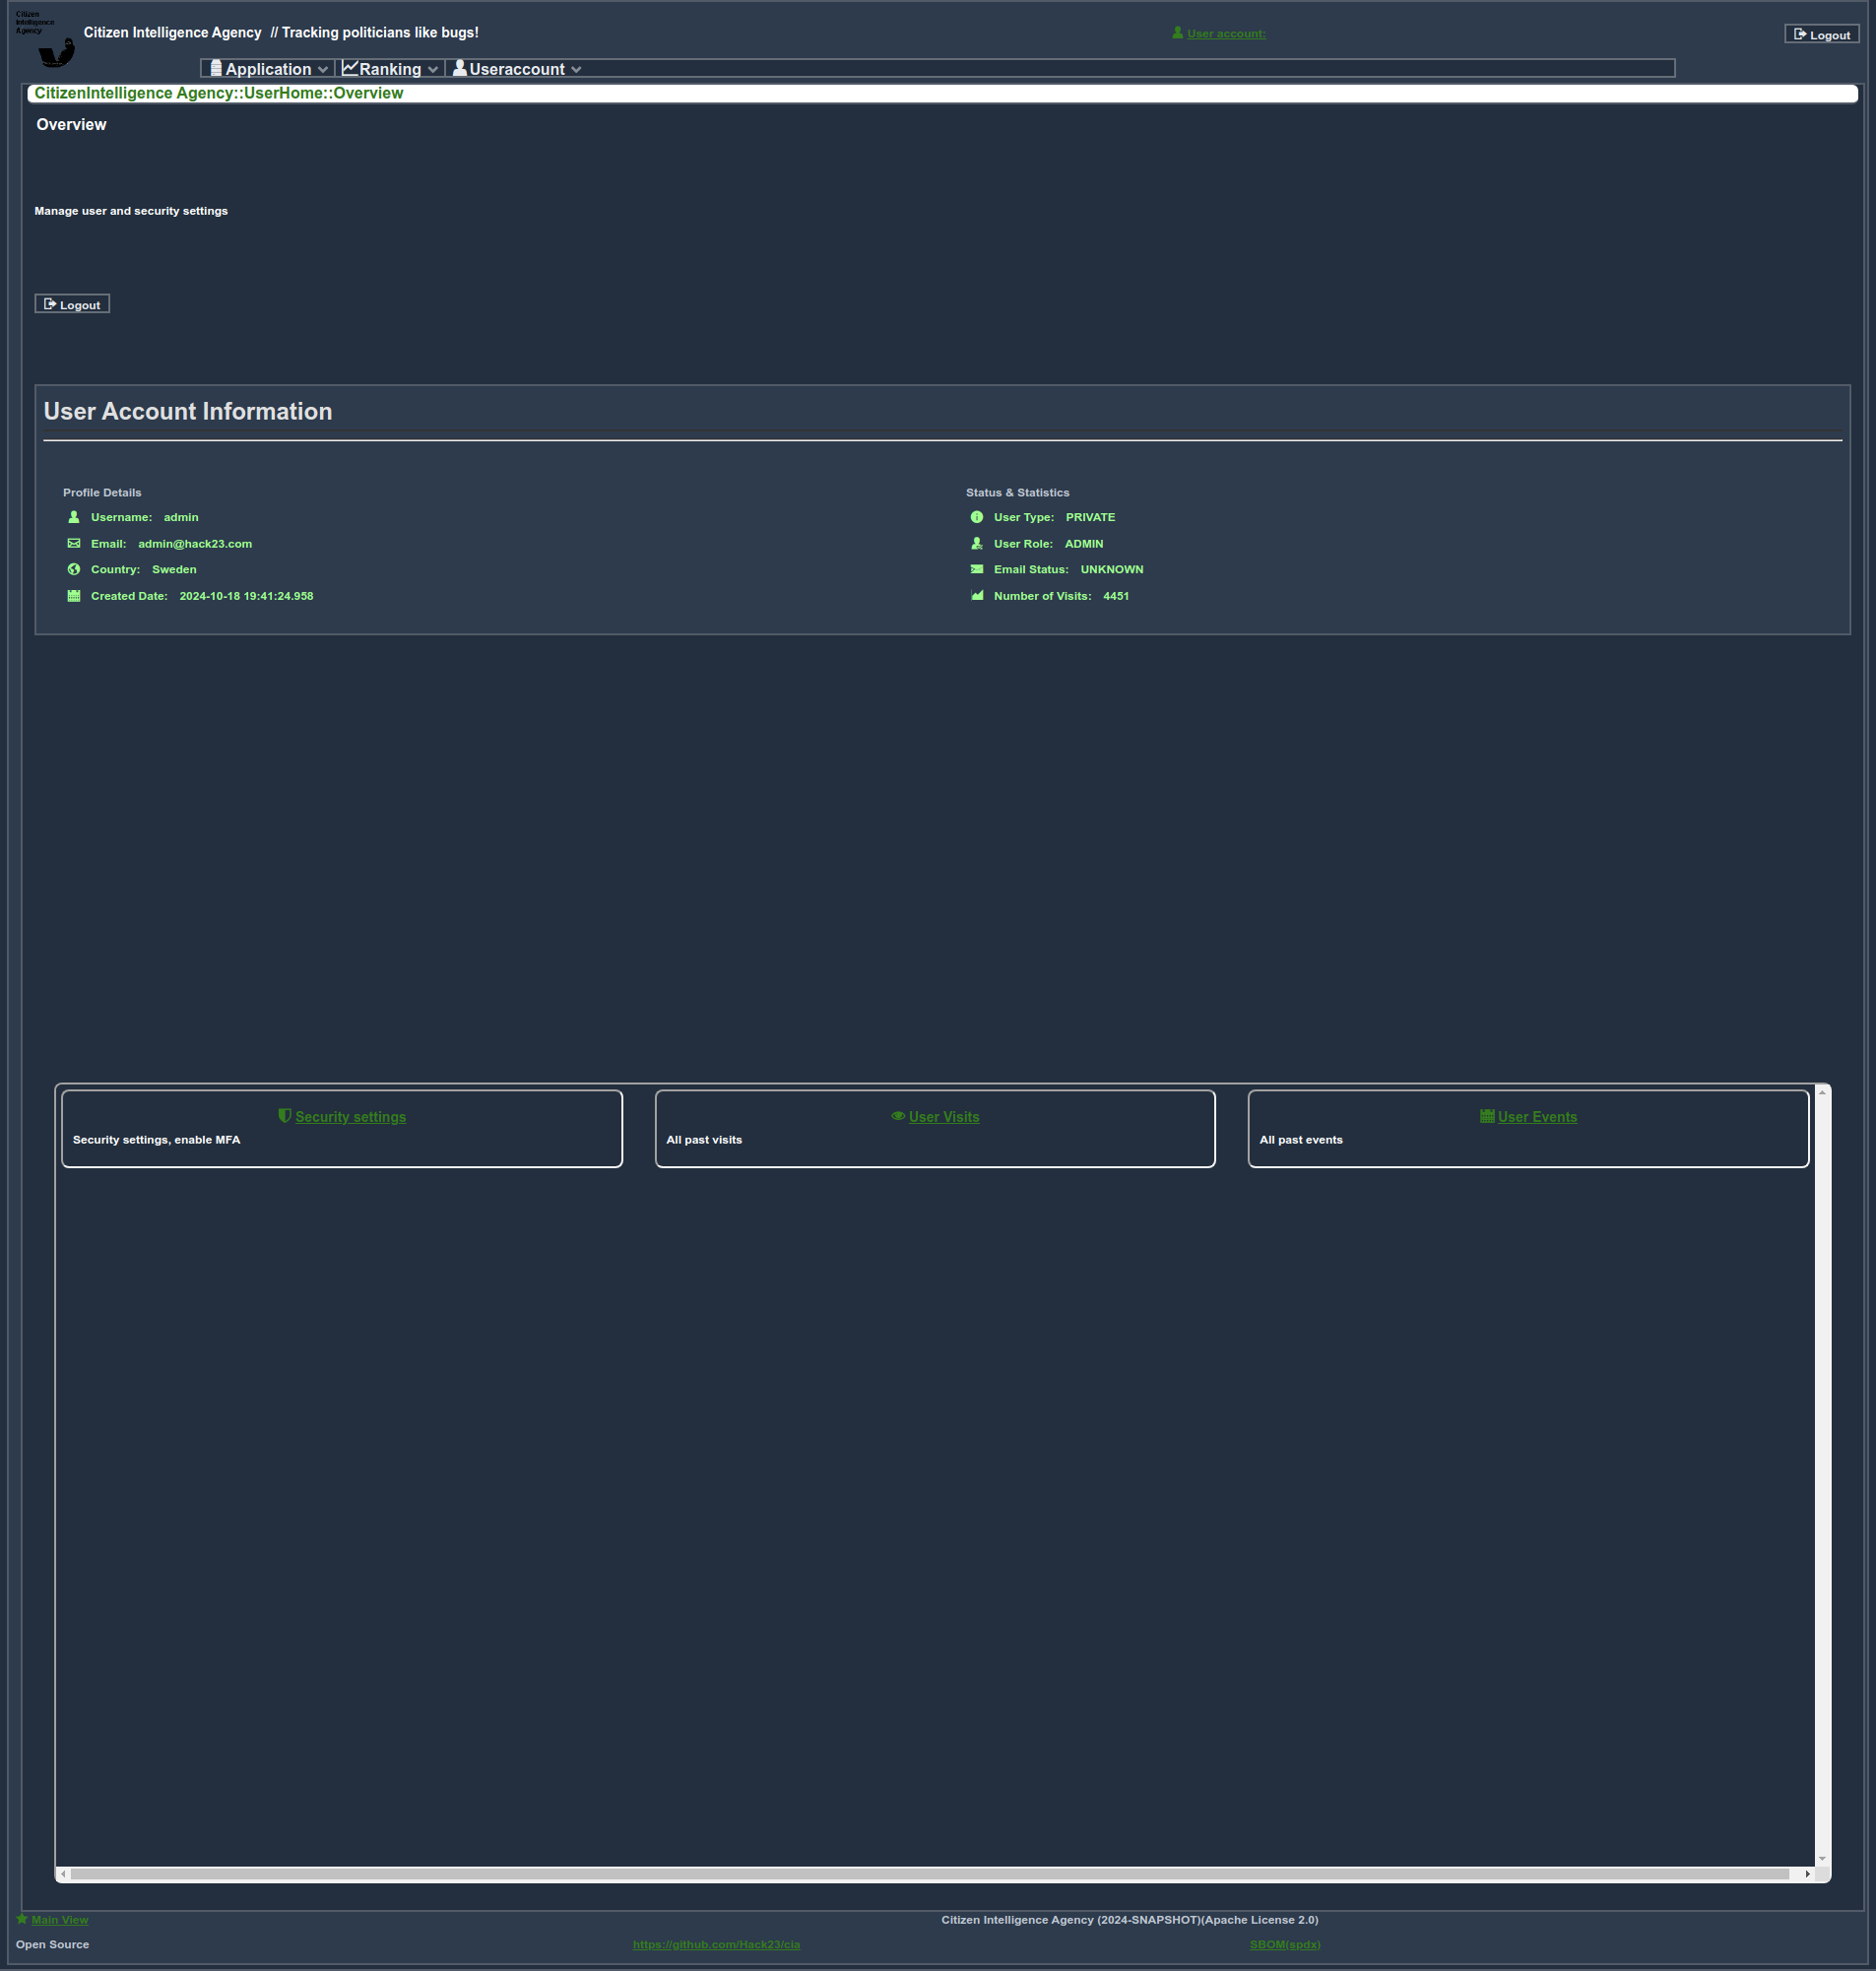 Citizen
Intelligence
Agency
Citizen Intelligence Agency // Tracking politicians like bugs!
User account:
Logout
Application
Ranking
Useraccount
CitizenIntelligence Agency::UserHome::Overview
Overview
Manage user and security settings
Logout
User Account Information
Profile Details
Username: admin
Email: admin@hack23.com
Country: Sweden
Created Date: 2024-10-18 19:41:24.958
Status & Statistics
User Type: PRIVATE
User Role: ADMIN
Email Status: UNKNOWN
Number of Visits: 4451
Security settings
Security settings, enable MFA
User Visits
All past visits
User Events
All past events
Main View
Citizen Intelligence Agency (2024-SNAPSHOT)(Apache License 2.0)
Open Source
https://github.com/Hack23/cia
SBOM(spdx)